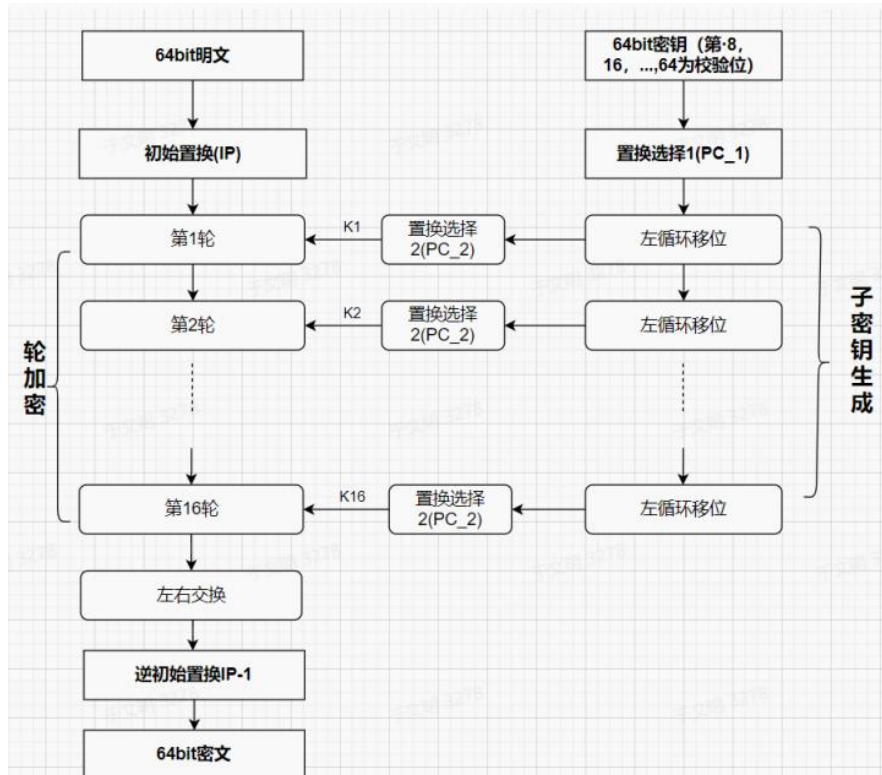 64bit明文
64bit密钥（第·8,
16, ...,64为校验位）
初始置换(IP)
置换选择1(PC_1)
第1轮
K1
置换选择
2(PC_2)
左循环移位
第2轮
K2
置换选择
2(PC_2)
左循环移位
轮加密
子密钥生成
第16轮
K16
置换选择
2(PC_2)
左循环移位
左右交换
逆初始置换IP-1
64bit密文